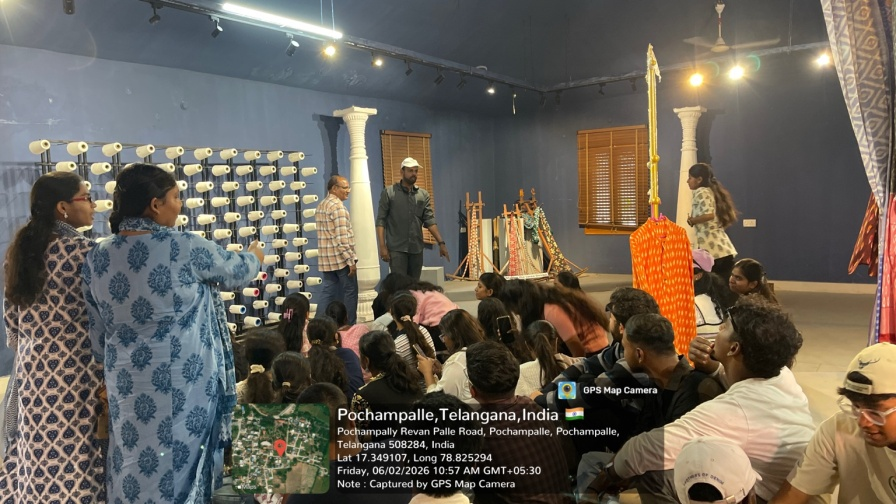 GPS Map Camera
Pochampalle,Telangana,India
Pochampally Revan Palle Road, Pochampalle, Pochampalle,
Telangana 508284, India
Lat 17.349107, Long 78.825294
Friday, 06/02/2026 10:57 AM GMT+05:30
Note : Captured by GPS Map Camera